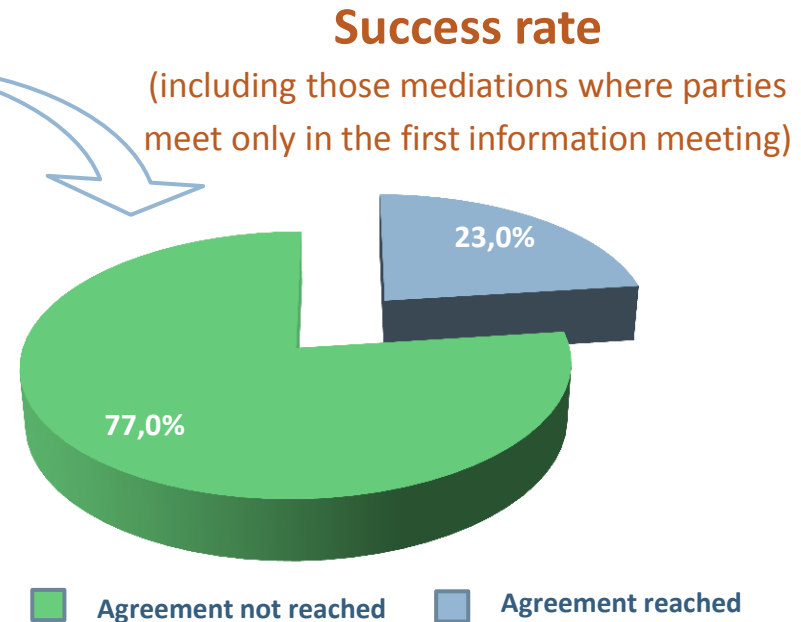 Success rate
(including those mediations where parties
meet only in the first information meeting)
23,0%
77,0%
Agreement not reached
Agreement reached